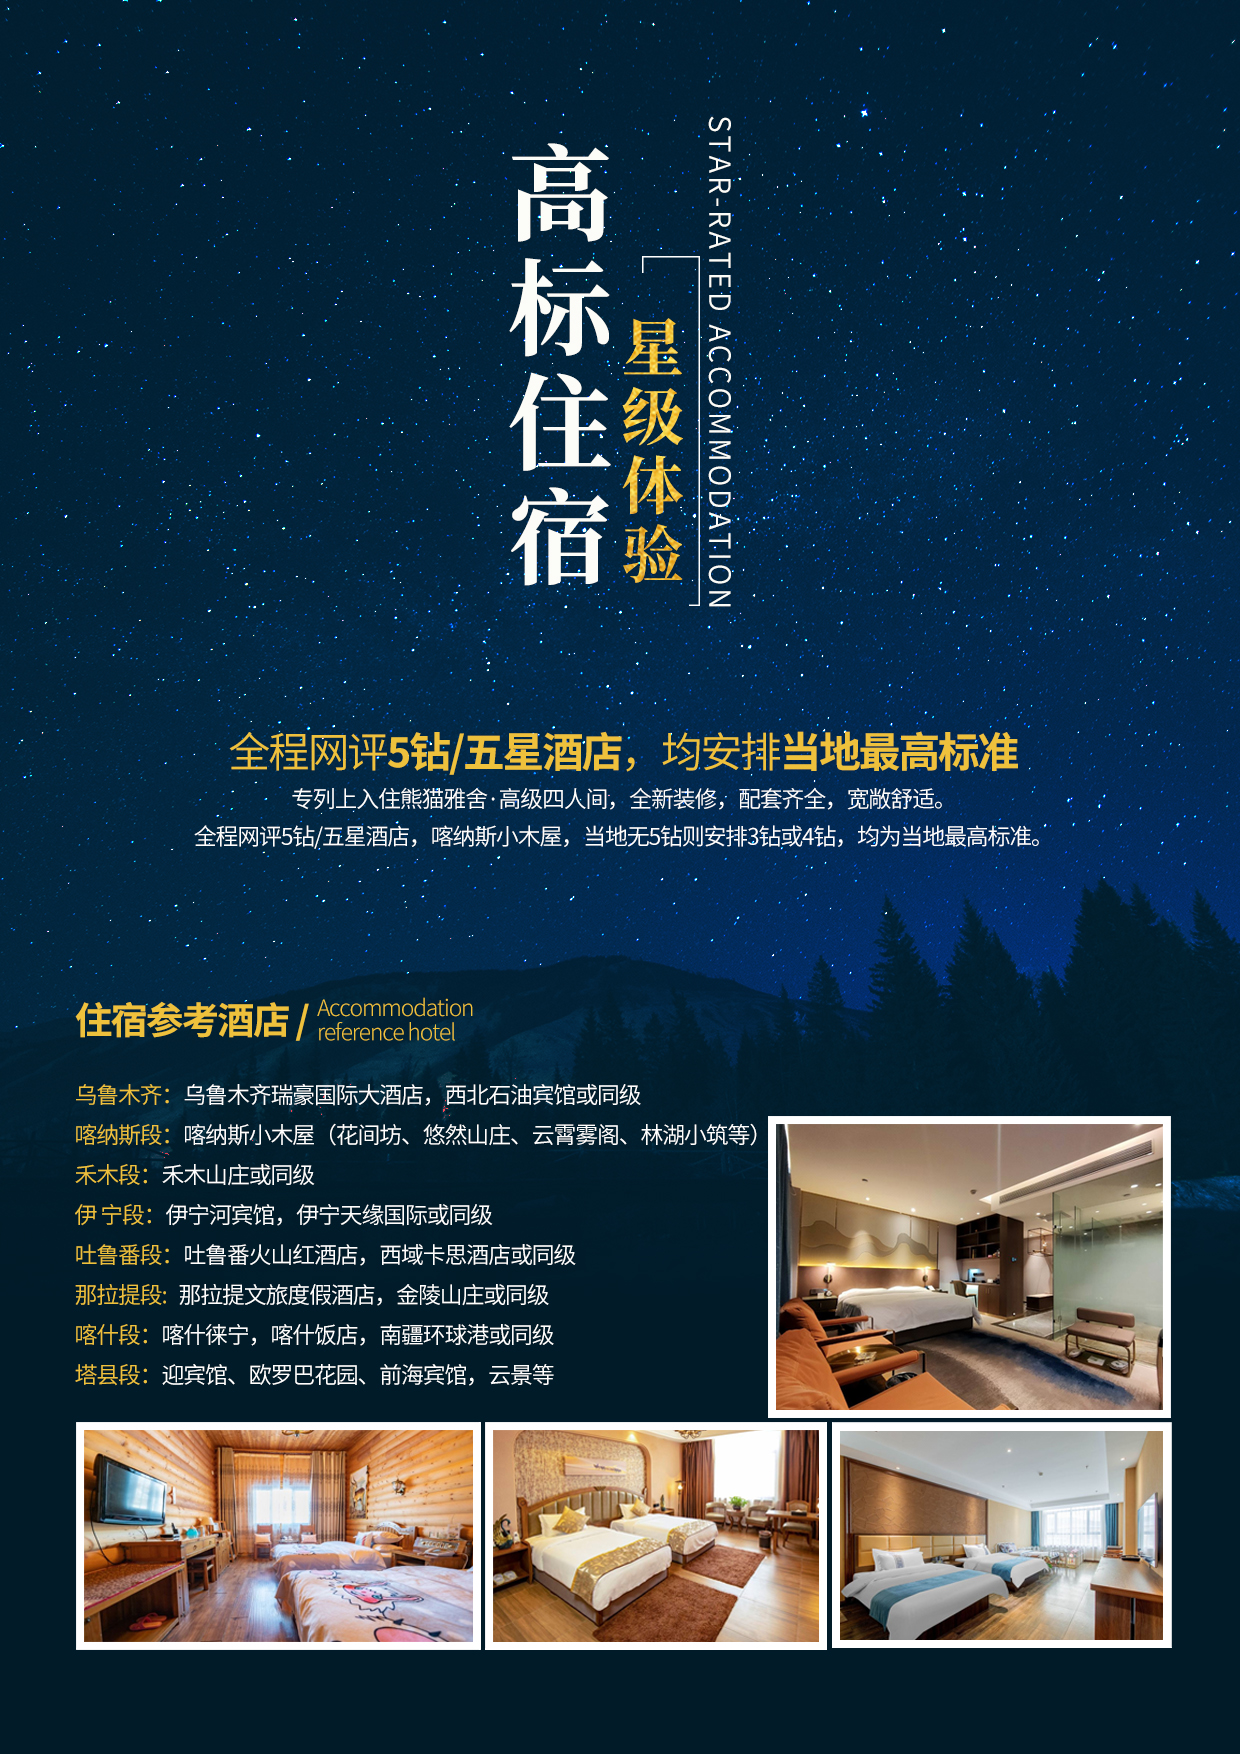 高标住宿
星级体验
STAR-RATED ACCOMMODATION
全程网评5钻/五星酒店，均安排当地最高标准
专列上入住熊猫雅舍·高级四人间，全新装修，配套齐全，宽敞舒适。
全程网评5钻/五星酒店，喀纳斯小木屋，当地无5钻则安排3钻或4钻，均为当地最高标准。
住宿参考酒店 / Accommodation
reference hotel
乌鲁木齐：乌鲁木齐瑞豪国际大酒店，西北石油宾馆或同级
喀纳斯段：喀纳斯小木屋（花间坊、悠然山庄、云霄雾阁、林湖小筑等）
禾木段：禾木山庄或同级
伊宁段：伊宁河宾馆，伊宁天缘国际或同级
吐鲁番段：吐鲁番火山红酒店，西域卡思酒店或同级
那拉提段: 那拉提文旅度假酒店，金陵山庄或同级
喀什段：喀什徕宁，喀什饭店，南疆环球港或同级
塔县段：迎宾馆、欧罗巴花园、前海宾馆，云景等